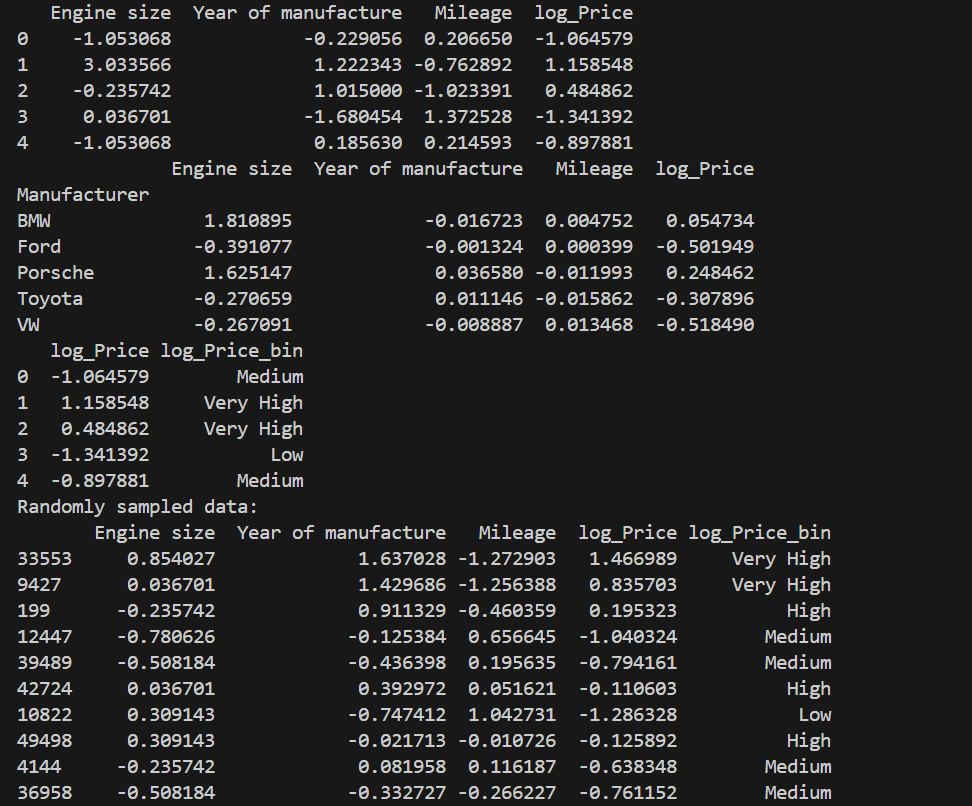 Engine size Year of manufacture Mileage log_Price
0 -1.053068 -0.229056 0.206650 -1.064579
1 3.033566 1.222343 -0.762892 1.158548
2 -0.235742 1.015000 -1.023391 0.484862
3 0.036701 -1.680454 1.372528 -1.341392
4 -1.053068 0.185630 0.214593 -0.897881
Engine size Year of manufacture Mileage log_Price
Manufacturer
BMW 1.810895 -0.016723 0.004752 0.054734
Ford -0.391077 -0.001324 0.000399 -0.501949
Porsche 1.625147 0.036580 -0.011993 0.248462
Toyota -0.270659 0.011146 -0.015862 -0.307896
VW -0.267091 -0.008887 0.013468 -0.518490
log_Price log_Price_bin
0 -1.064579 Medium
1 1.158548 Very High
2 0.484862 Very High
3 -1.341392 Low
4 -0.897881 Medium
Randomly sampled data:
Engine size Year of manufacture Mileage log_Price log_Price_bin
33553 0.854027 1.637028 -1.272903 1.466989 Very High
9427 0.036701 1.429686 -1.256388 0.835703 Very High
199 -0.235742 0.911329 -0.460359 0.195323 High
12447 -0.780626 -0.125384 0.656645 -1.040324 Medium
39489 -0.508184 -0.436398 0.195635 -0.794161 Medium
42724 0.036701 0.392972 0.051621 -0.110603 High
10822 0.309143 -0.747412 1.042731 -1.286328 Low
49498 0.309143 -0.021713 -0.010726 -0.125892 High
4144 -0.235742 0.081958 0.116187 -0.638348 Medium
36958 -0.508184 -0.332727 -0.266227 -0.761152 Medium